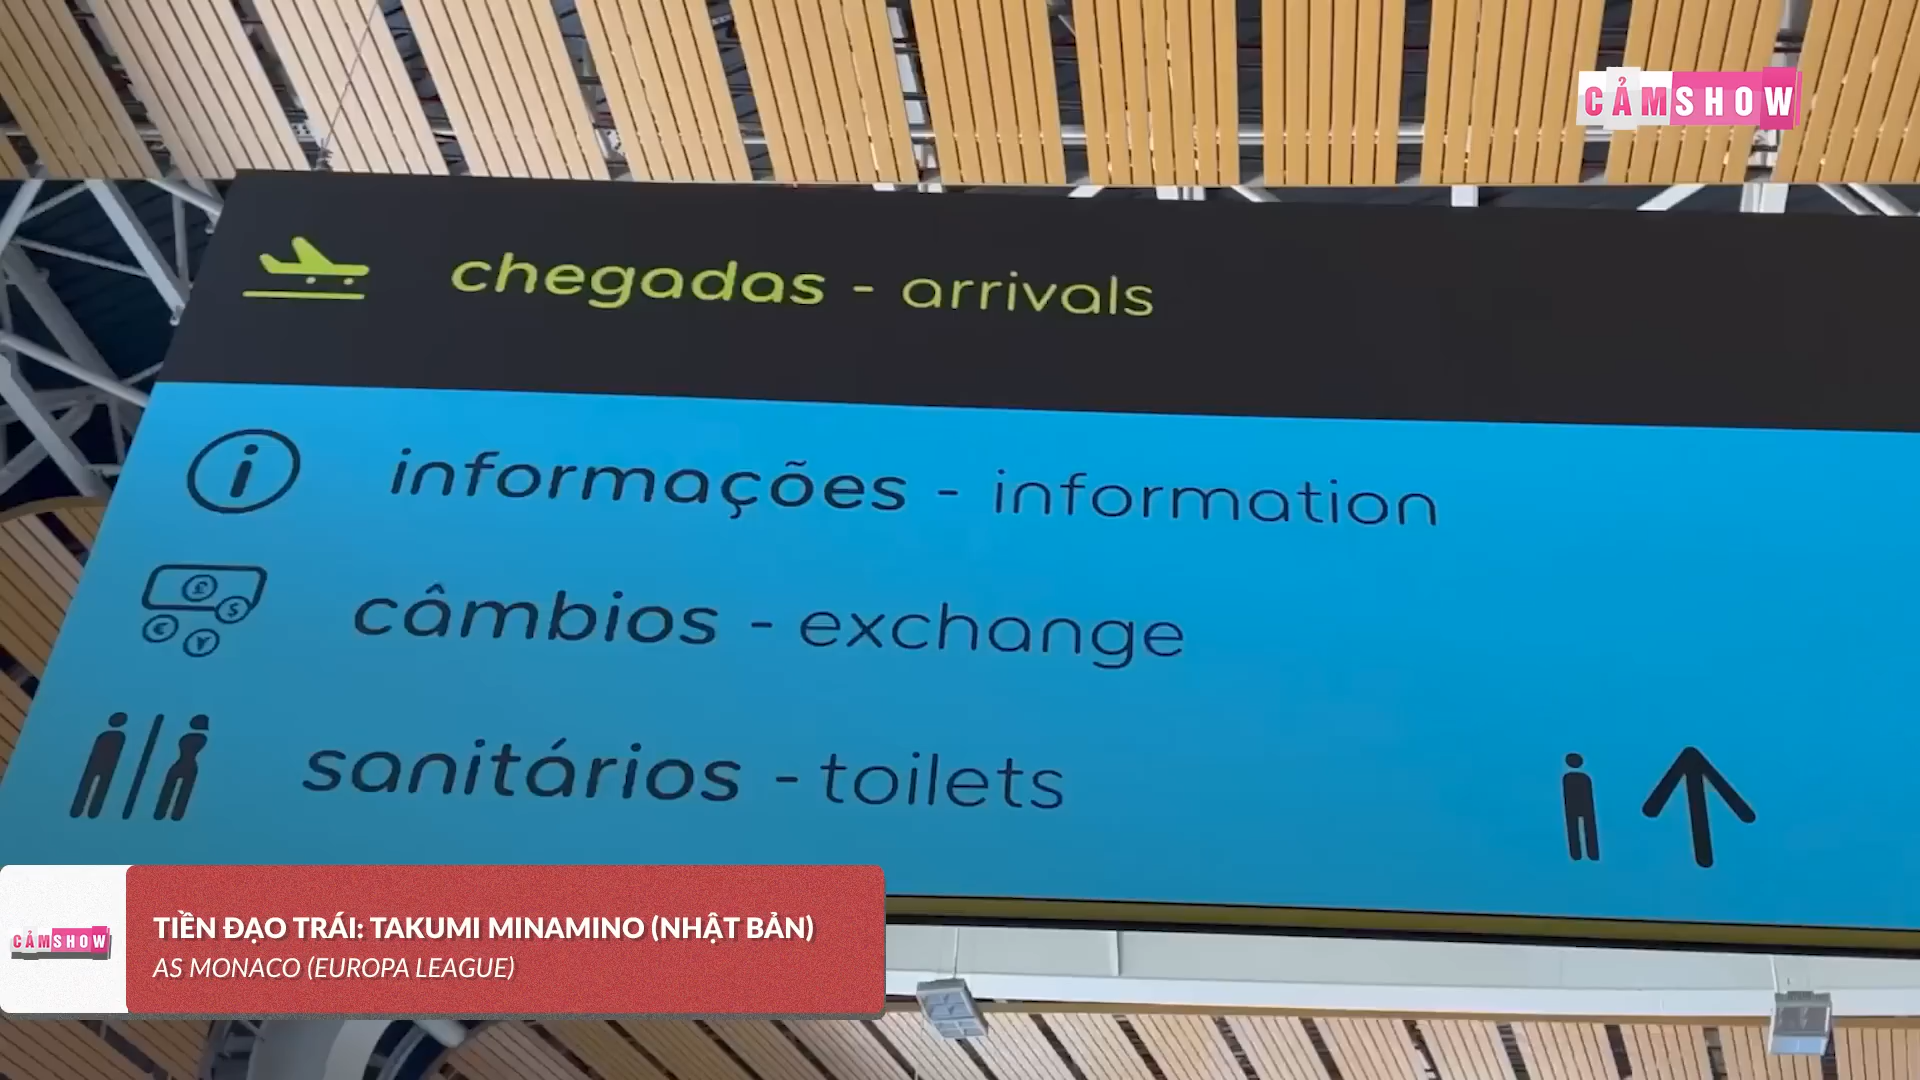 CẢMSHOW
chegadas - arrivals
informações - information
câmbios - exchange
sanitários - toilets
CẢMSHOW
TIỀN ĐẠO TRÁI: TAKUMI MINAMINO (NHẬT BẢN)
AS MONACO (EUROPA LEAGUE)